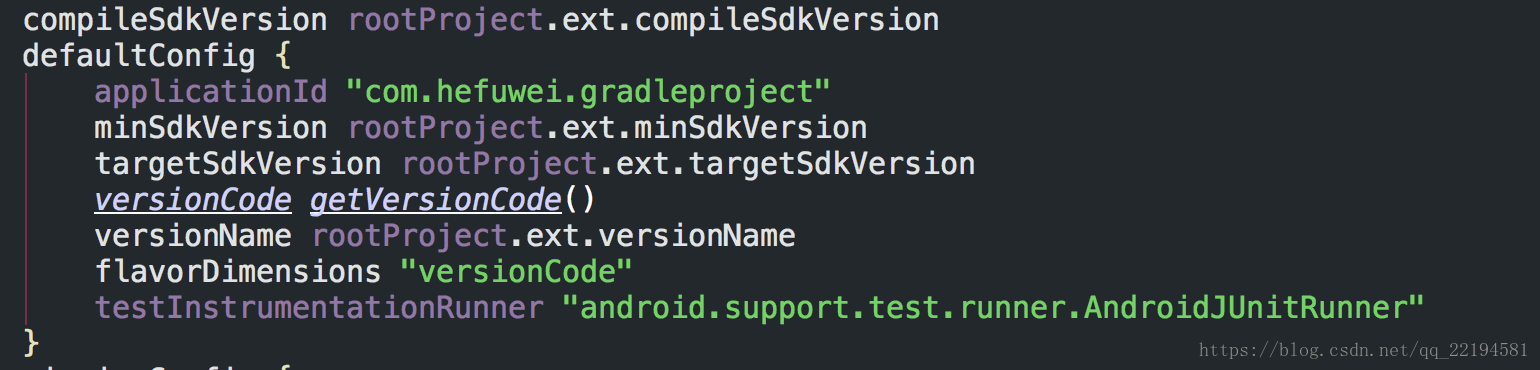 compileSdkVersion rootProject.ext.compileSdkVersion
defaultConfig {
applicationId "com.hefuwei.gradleproject"
minSdkVersion rootProject.ext.minSdkVersion
targetSdkVersion rootProject.ext.targetSdkVersion
versionCode getVersionCode()
versionName rootProject.ext.versionName
flavorDimensions "versionCode"
testInstrumentationRunner "android.support.test.runner.AndroidJUnitRunner"
}
https://blog.csdn.net/qq_22194581